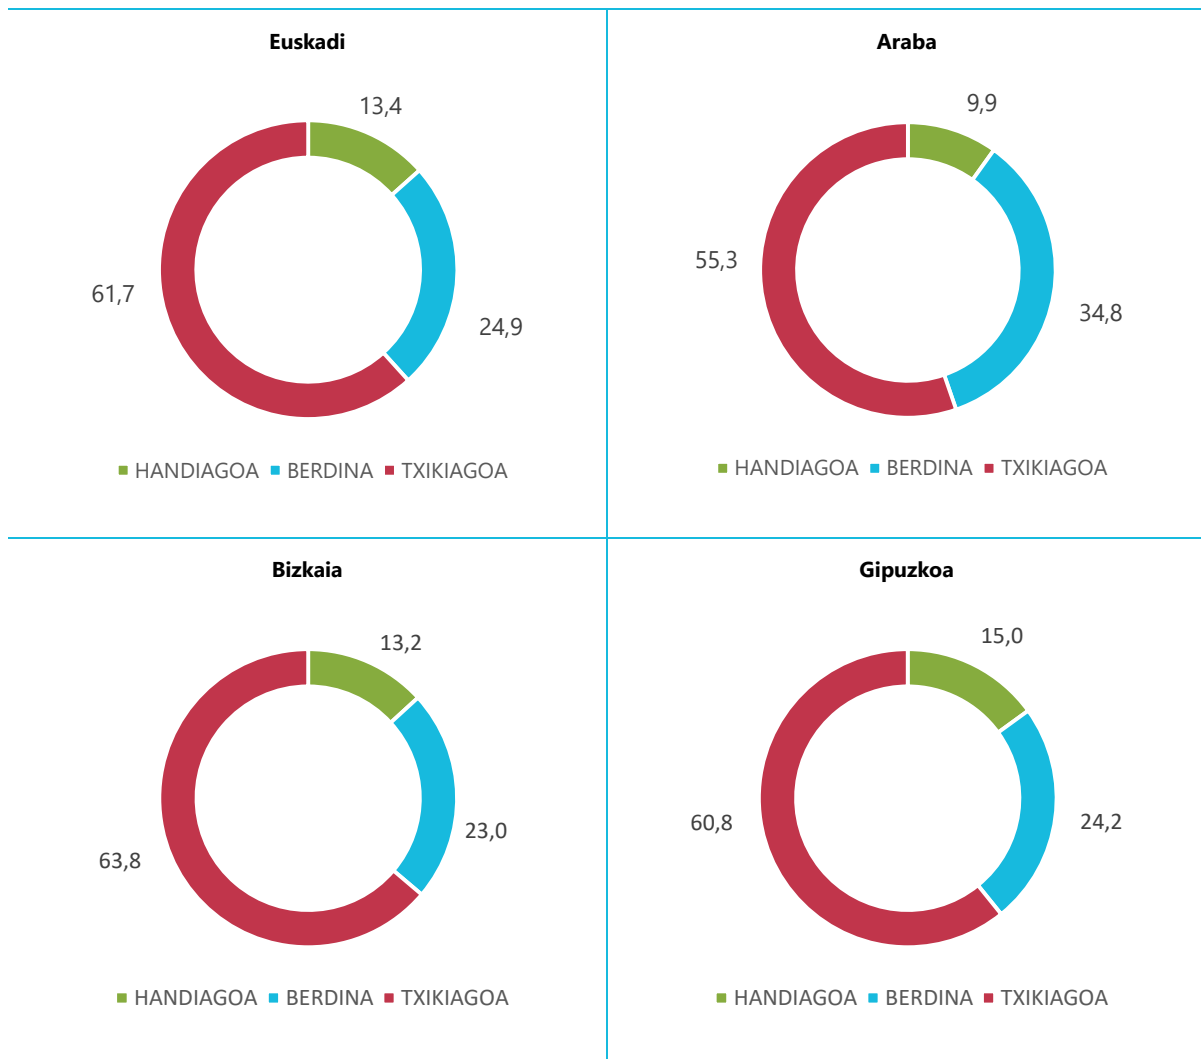 Euskadi
13,4
61,7
24,9
HANDIAGOA BERDINA TXIKIAGOA
Araba
9,9
55,3
34,8
HANDIAGOA BERDINA TXIKIAGOA
Bizkaia
13,2
23,0
63,8
HANDIAGOA BERDINA TXIKIAGOA
Gipuzkoa
15,0
60,8
24,2
HANDIAGOA BERDINA TXIKIAGOA